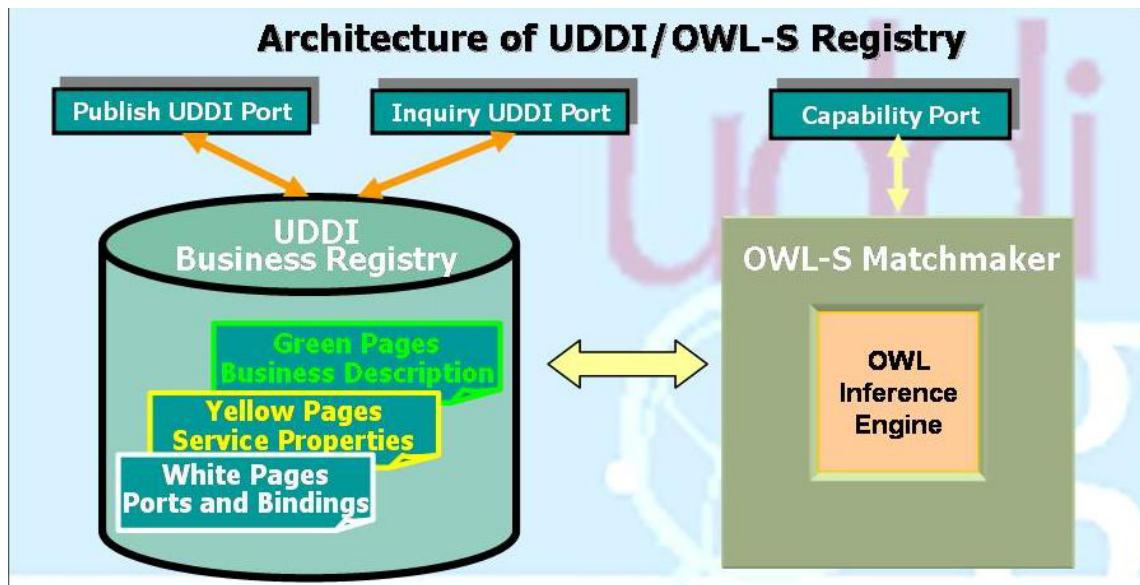 Architecture of UDDI/OWL-S Registry
Publish UDDI Port
Inquiry UDDI Port
Capability Port
UDDI
Business Registry
OWL-S Matchmaker
Green Pages
Business Description
Yellow Pages
Service Properties
White Pages
Ports and Bindings
OWL
Inference
Engine
uddi